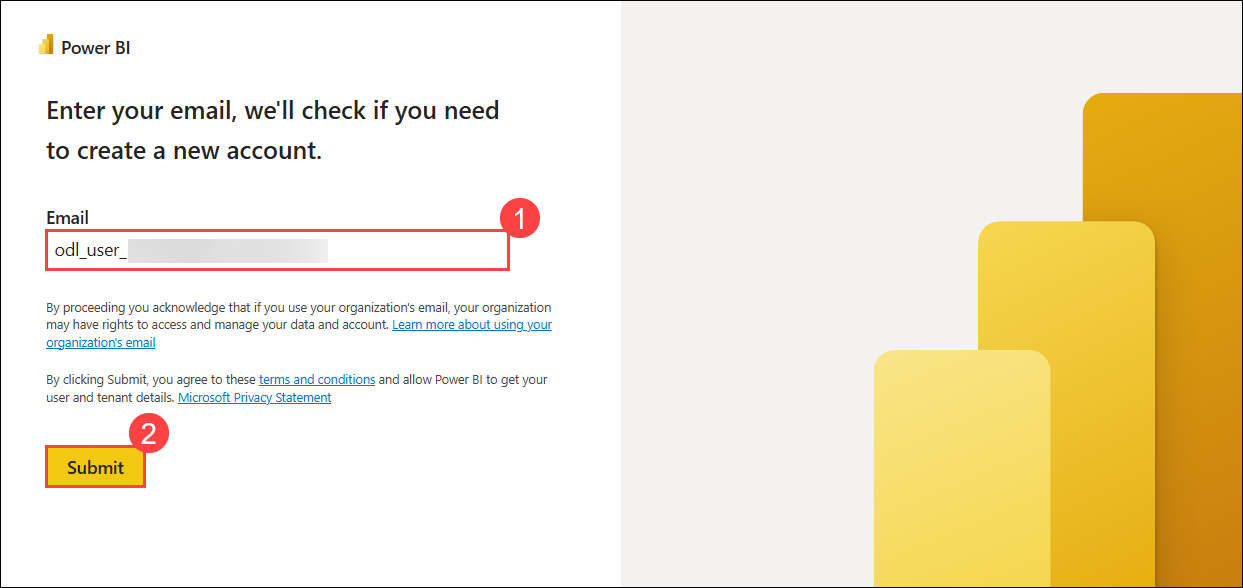 Power BI
Enter your email, we'll check if you need
to create a new account.
Email
1
odl_user_
By proceeding you acknowledge that if you use your organization's email, your organization
may have rights to access and manage your data and account. Learn more about using your
organization's email
By clicking Submit, you agree to these terms and conditions and allow Power BI to get your
user and tenant details. Microsoft Privacy Statement
2
Submit